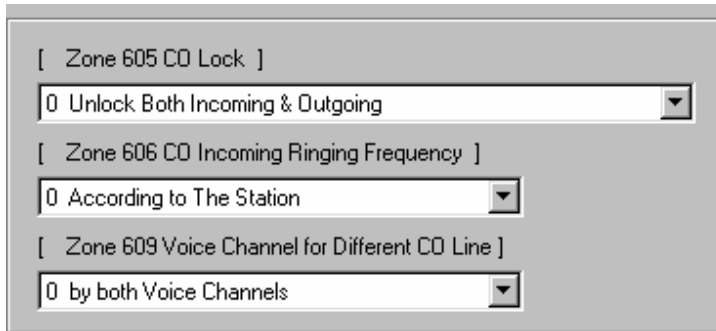 [ Zone 605 CO Lock ]
0 Unlock Both Incoming & Outgoing
[ Zone 606 CO Incoming Ringing Frequency ]
0 According to The Station
[ Zone 609 Voice Channel for Different CO Line ]
0 by both Voice Channels